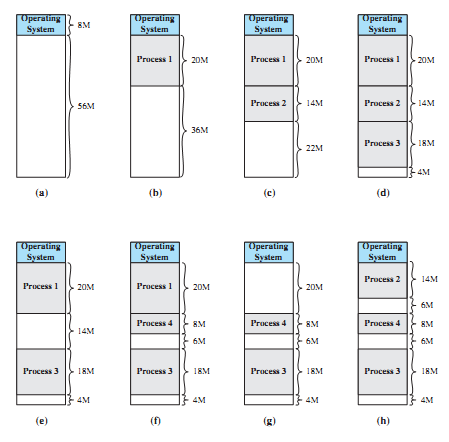 Operating
System
8M
56M
(a)
Operating
System
Process 1
20M
36M
(b)
Operating
System
Process 1
20M
Process 2
14M
22M
(c)
Operating
System
Process 1
20M
Process 2
14M
Process 3
18M
4M
(d)
Operating
System
Process 1
20M
14M
Process 3
18M
4M
(e)
Operating
System
Process 1
20M
Process 4
8M
6M
Process 3
18M
4M
(f)
Operating
System
20M
Process 4
8M
6M
Process 3
18M
4M
(g)
Operating
System
Process 2
14M
6M
Process 4
8M
6M
Process 3
18M
4M
(h)